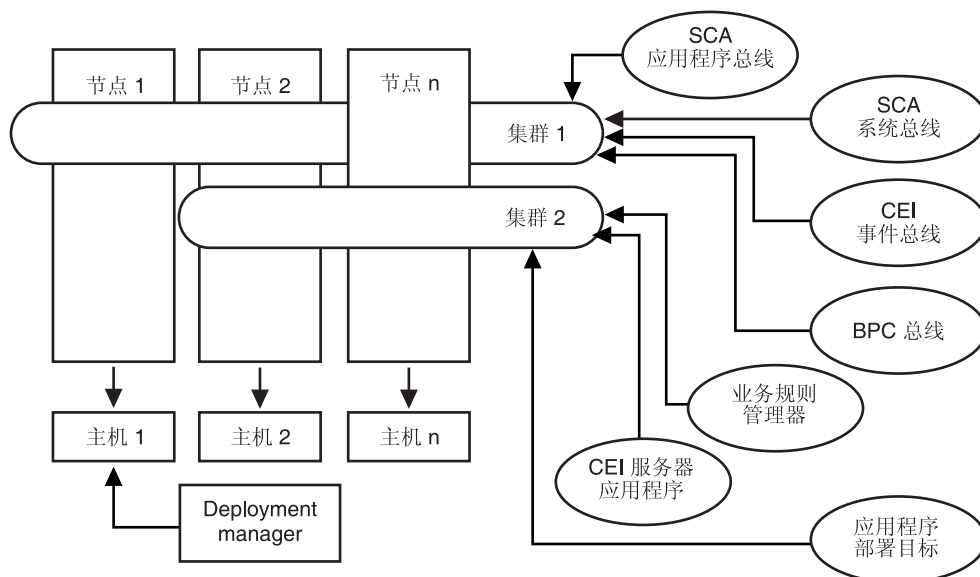 节点 1
节点 2
节点 n
SCA
应用程序总线
集群 1
SCA
系统总线
集群 2
CEI
事件总线
BPC 总线
业务规则
管理器
主机 1
主机 2
主机 n
CEI 服务器
应用程序
Deployment
manager
应用程序
部署目标